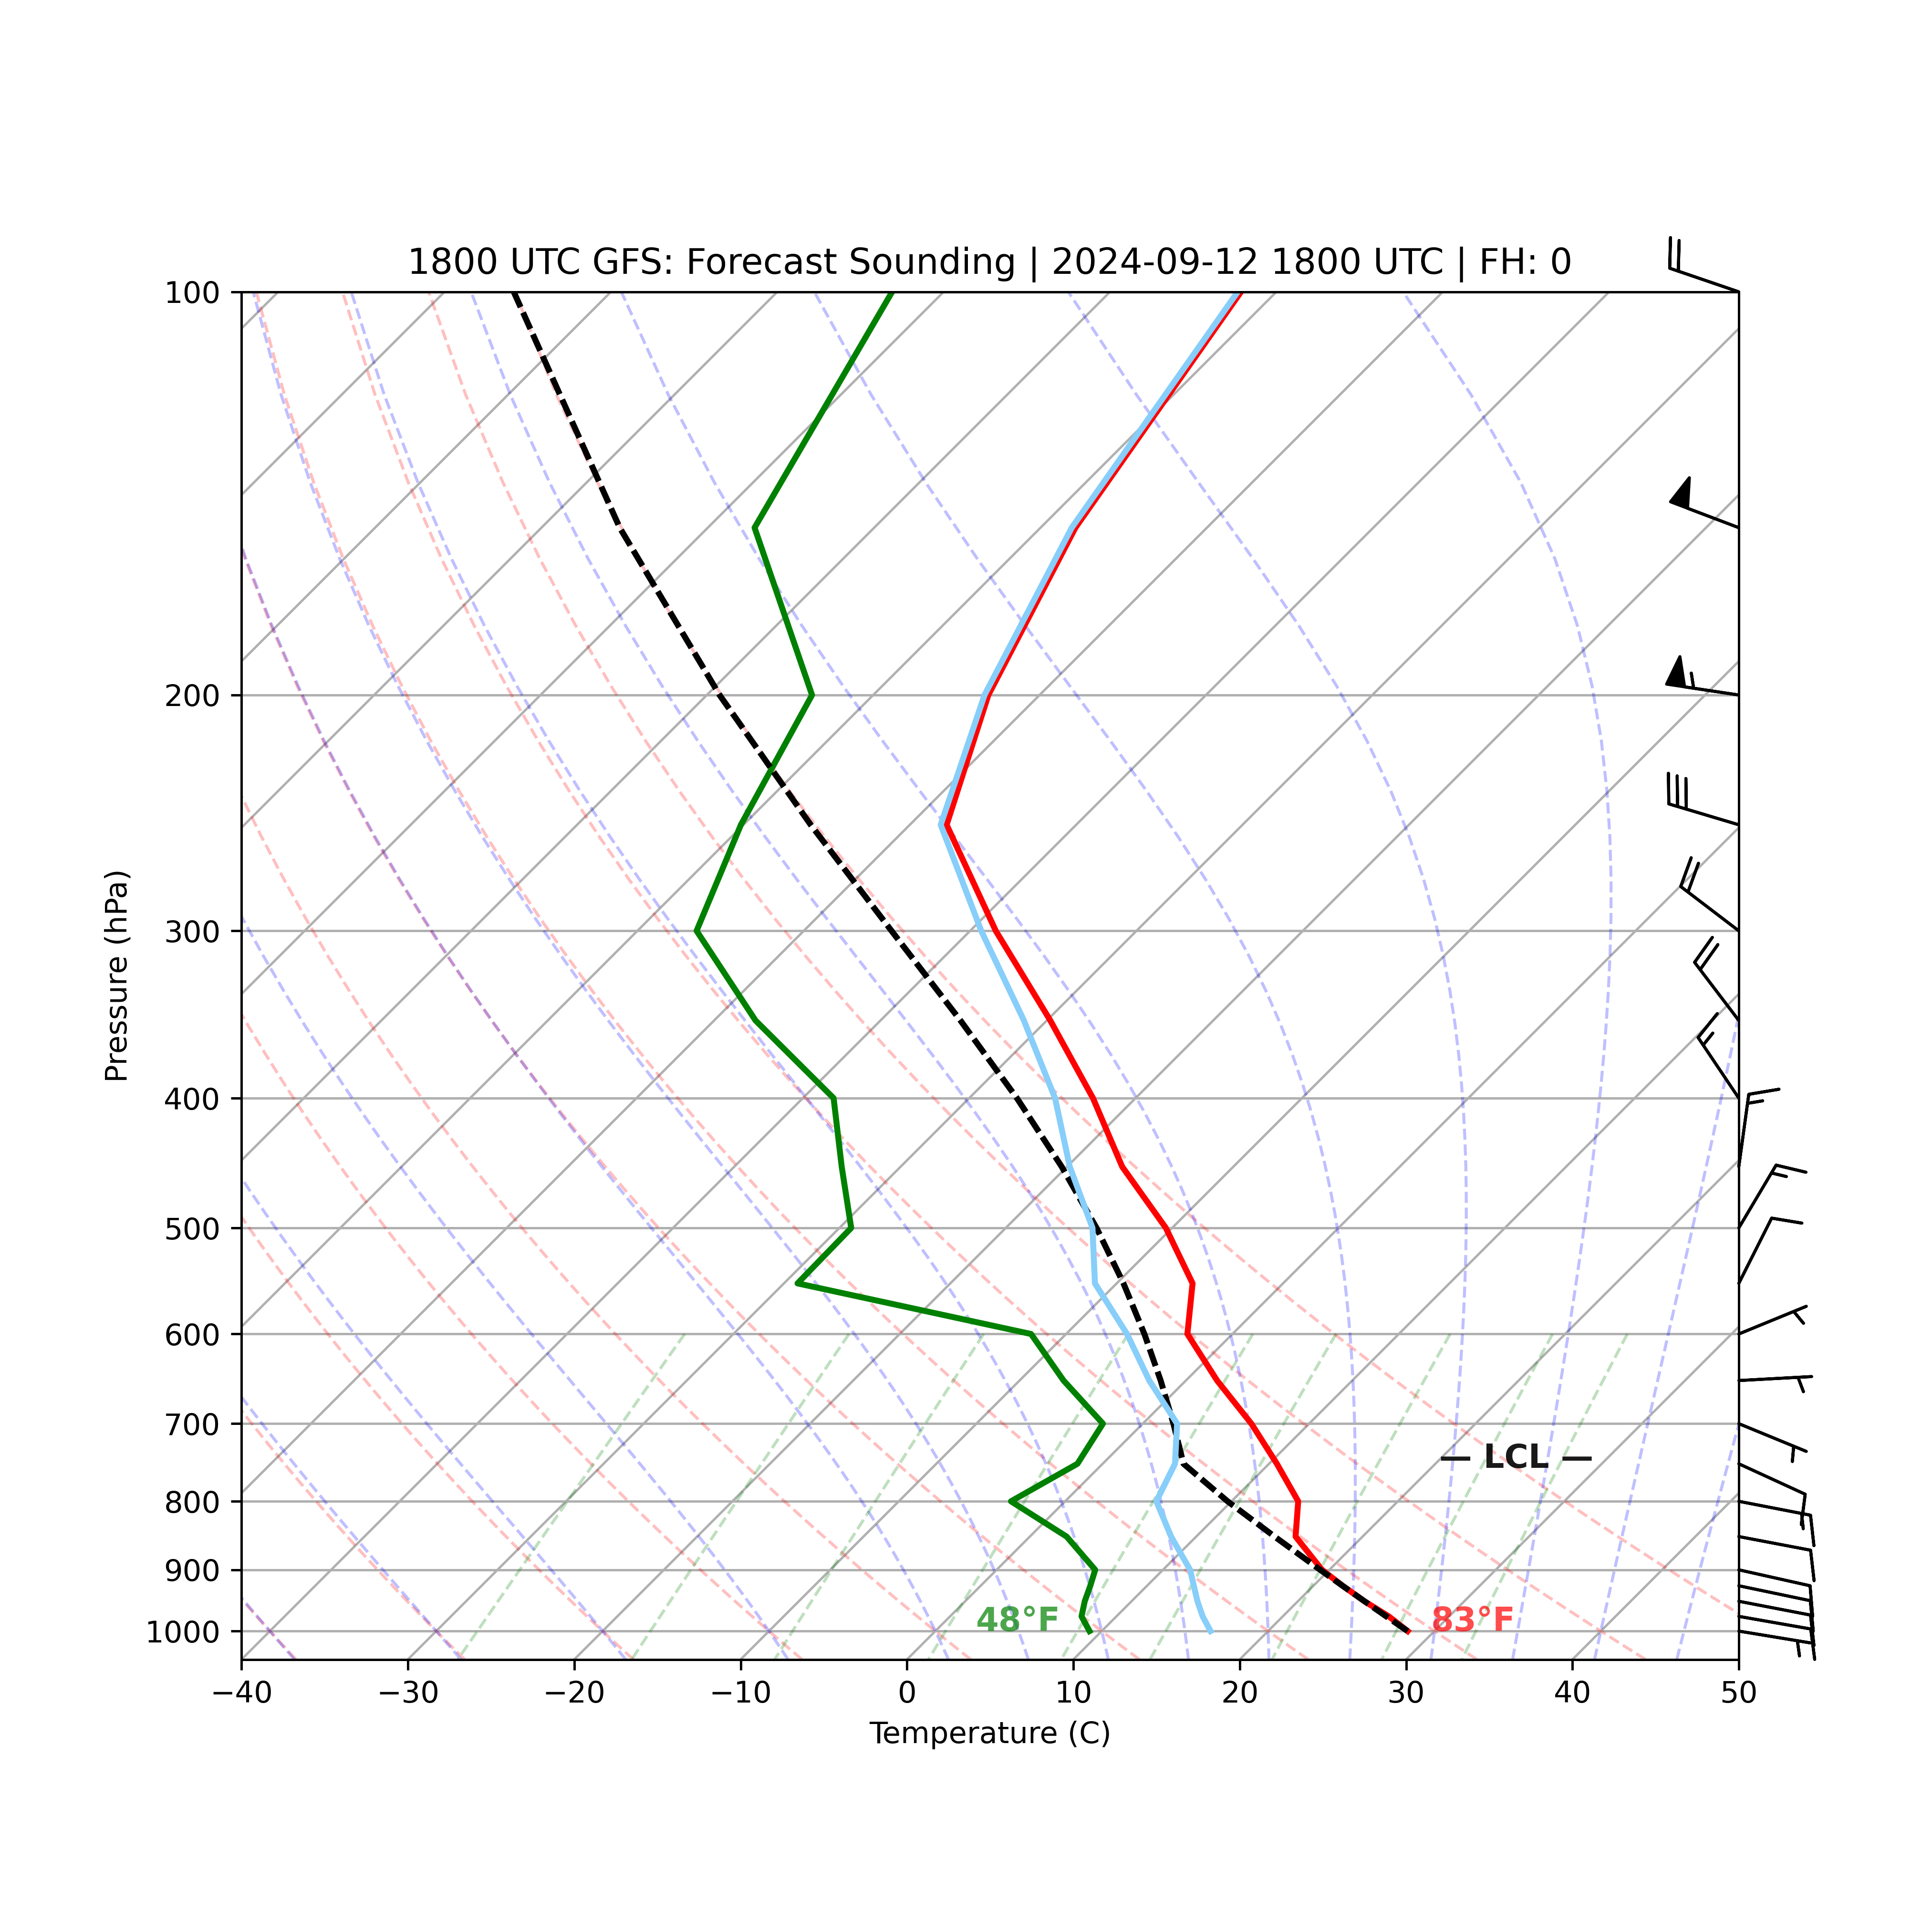 1800 UTC GFS: Forecast Sounding | 2024-09-12 1800 UTC | FH: 0
100
200
300
400
500
600
700
800
900
1000
Pressure (hPa)
— LCL —
48°F
83°F
−40 −30 −20 −10 0 10 20 30 40 50
Temperature (C)